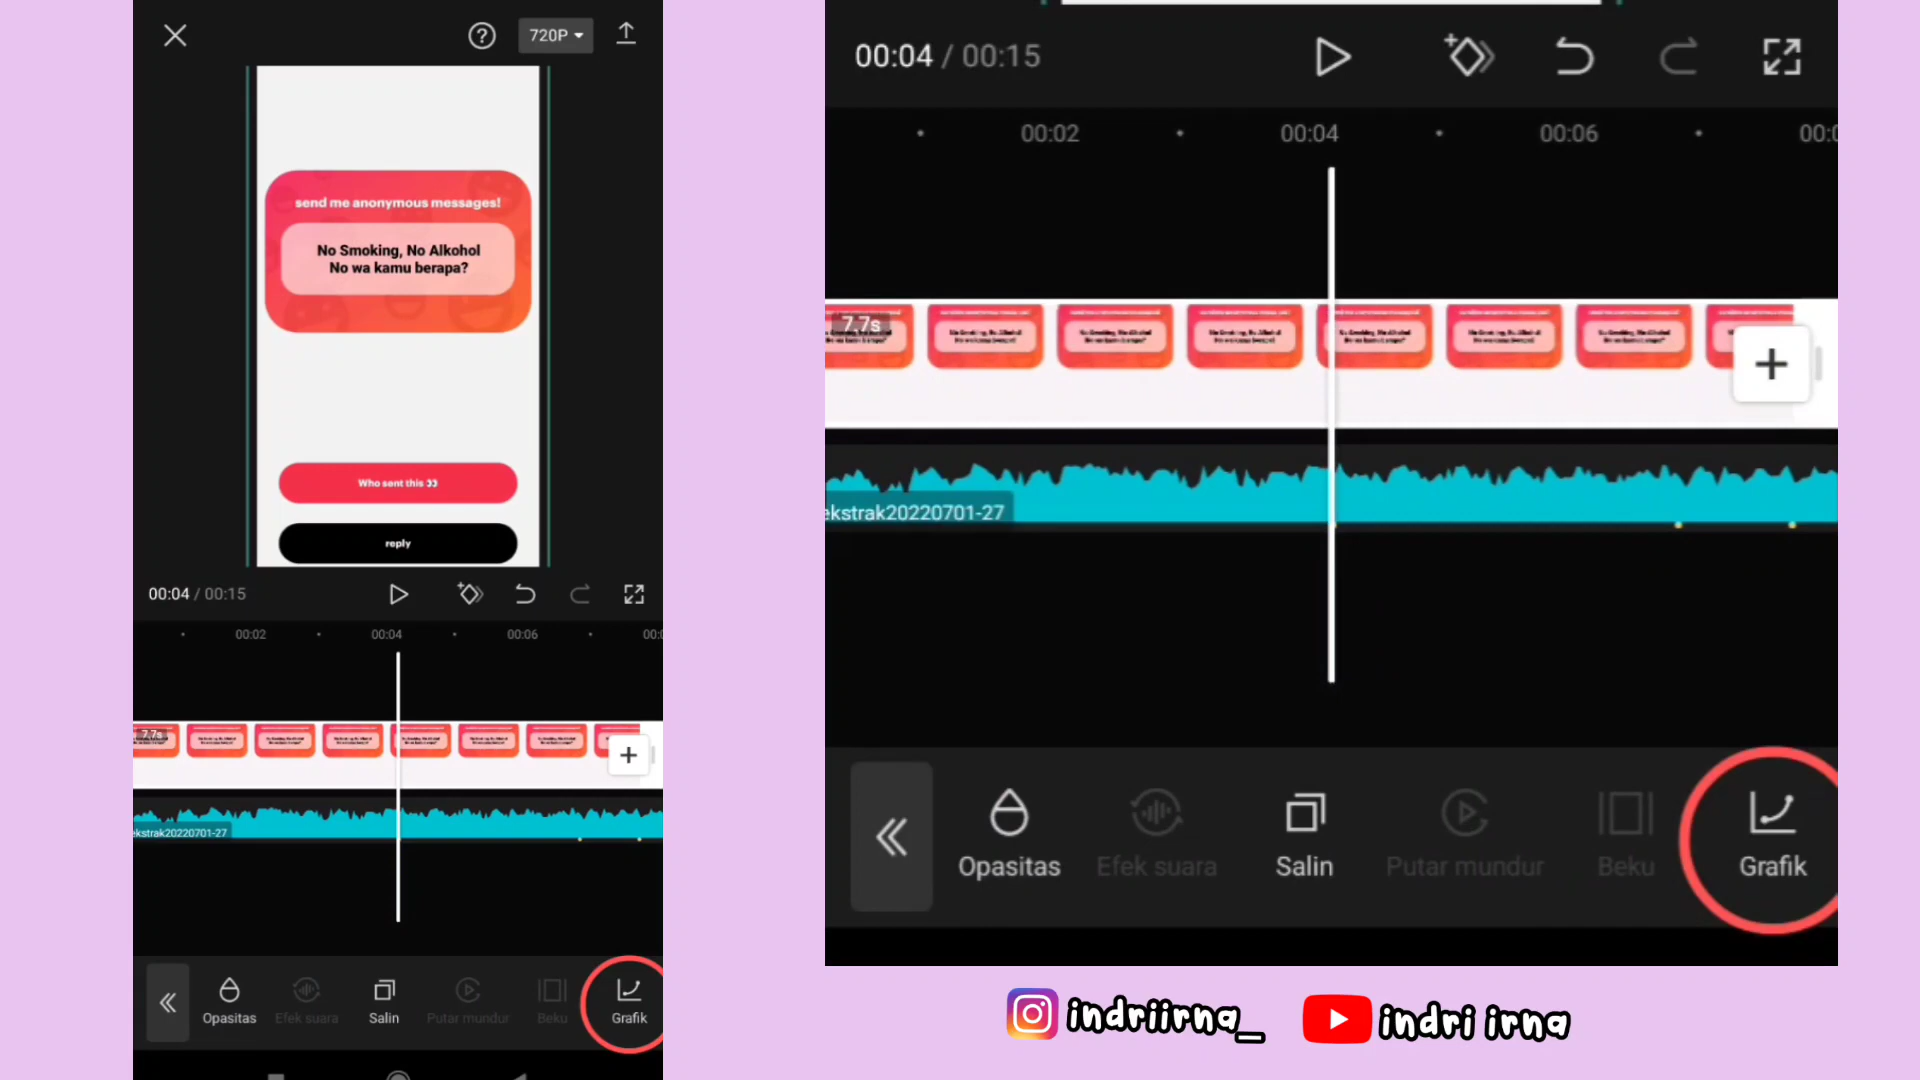 720P
send me anonymous messages!
No Smoking, No Alkohol
No wa kamu berapa?
Who sent this
reply
00:04 / 00:15
00:02
00:04
00:06
7.7s
ekstrak20220701-27
Opasitas
Efek suara
Salin
Putar mundur
Beku
Grafik
00:04 / 00:15
00:02
00:04
00:06
7.7s
ekstrak20220701-27
Opasitas
Efek suara
Salin
Putar mundur
Beku
Grafik
indriirna_
indri irna